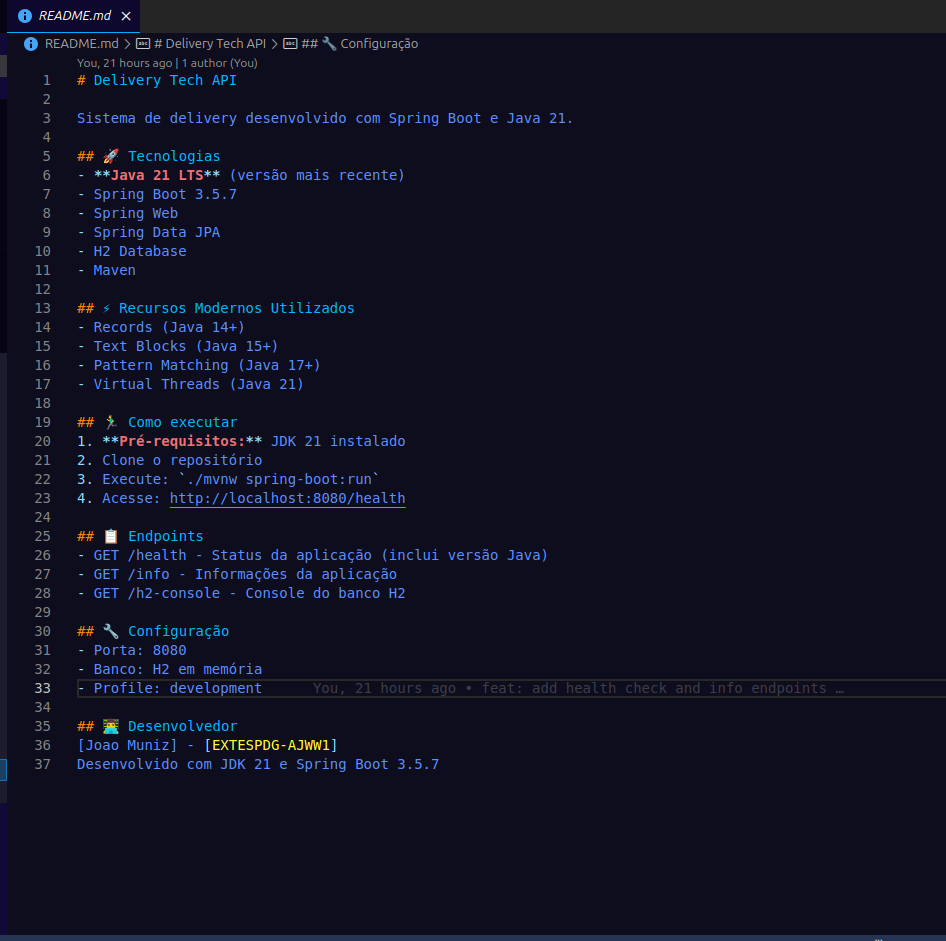 README.md
README.md > # Delivery Tech API > ## 🔧 Configuração
You, 21 hours ago | 1 author (You)
1 # Delivery Tech API
2
3 Sistema de delivery desenvolvido com Spring Boot e Java 21.
4
5 ## 🚀 Tecnologias
6 - **Java 21 LTS** (versão mais recente)
7 - Spring Boot 3.5.7
8 - Spring Web
9 - Spring Data JPA
10 - H2 Database
11 - Maven
12
13 ## ⚡ Recursos Modernos Utilizados
14 - Records (Java 14+)
15 - Text Blocks (Java 15+)
16 - Pattern Matching (Java 17+)
17 - Virtual Threads (Java 21)
18
19 ## 🏃‍♂️ Como executar
20 1. **Pré-requisitos:** JDK 21 instalado
21 2. Clone o repositório
22 3. Execute: `./mvnw spring-boot:run`
23 4. Acesse: http://localhost:8080/health
24
25 ## 📋 Endpoints
26 - GET /health - Status da aplicação (inclui versão Java)
27 - GET /info - Informações da aplicação
28 - GET /h2-console - Console do banco H2
29
30 ## 🔧 Configuração
31 - Porta: 8080
32 - Banco: H2 em memória
33 - Profile: development You, 21 hours ago • feat: add health check and info endpoints …
34
35 ## 👨‍💻 Desenvolvedor
36 [Joao Muniz] - [EXTESPDG-AJWW1]
37 Desenvolvido com JDK 21 e Spring Boot 3.5.7